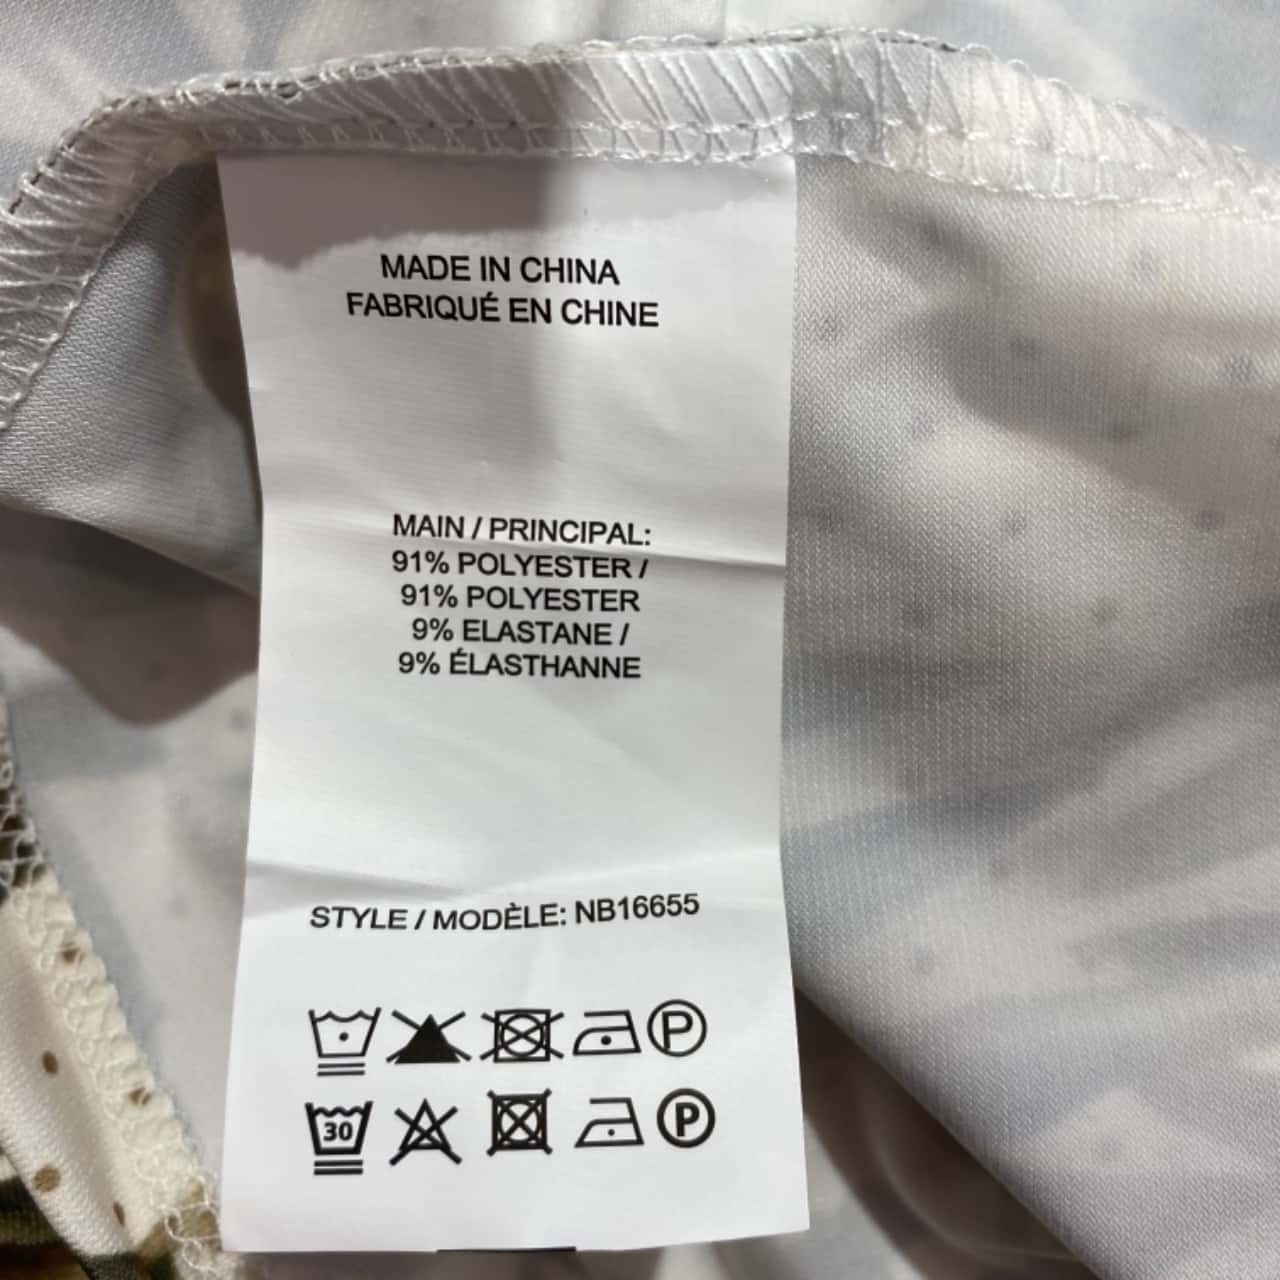 MADE IN CHINA
FABRIQUÉ EN CHINE
MAIN / PRINCIPAL:
91% POLYESTER /
91% POLYESTER
9% ELASTANE /
9% ÉLASTHANNE
STYLE / MODÈLE: NB16655
P
30 P